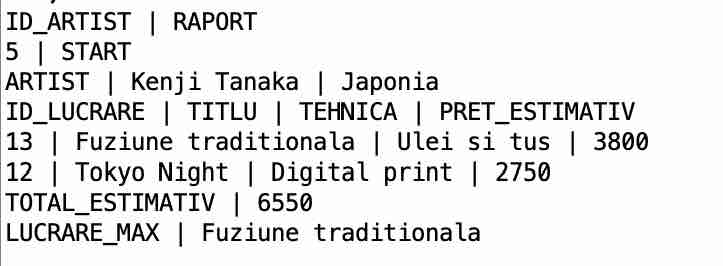 ID_ARTIST | RAPORT
5 | START
ARTIST | Kenji Tanaka | Japonia
ID_LUCRARE | TITLU | TEHNICA | PRET_ESTIMATIV
13 | Fuziune traditionala | Ulei si tus | 3800
12 | Tokyo Night | Digital print | 2750
TOTAL_ESTIMATIV | 6550
LUCRARE_MAX | Fuziune traditionala